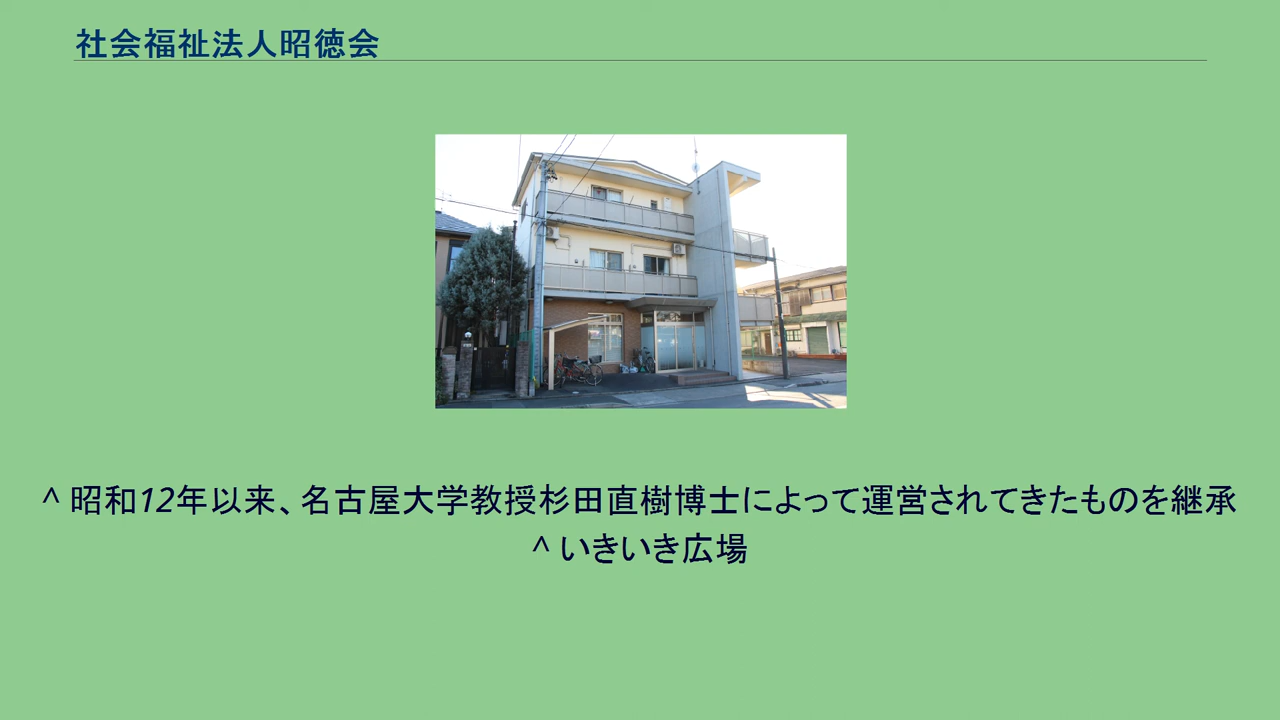 社会福祉法人昭徳会
^ 昭和12年以来、名古屋大学教授杉田直樹博士によって運営されてきたものを継承
^ いきいき広場